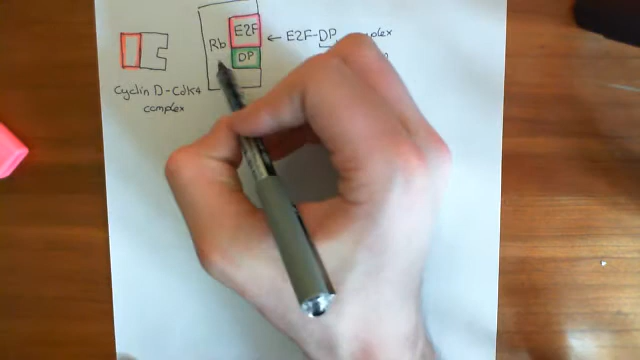 E2F
Rb
DP
← E2F-DP
Cyclin D-Cdk4
complex